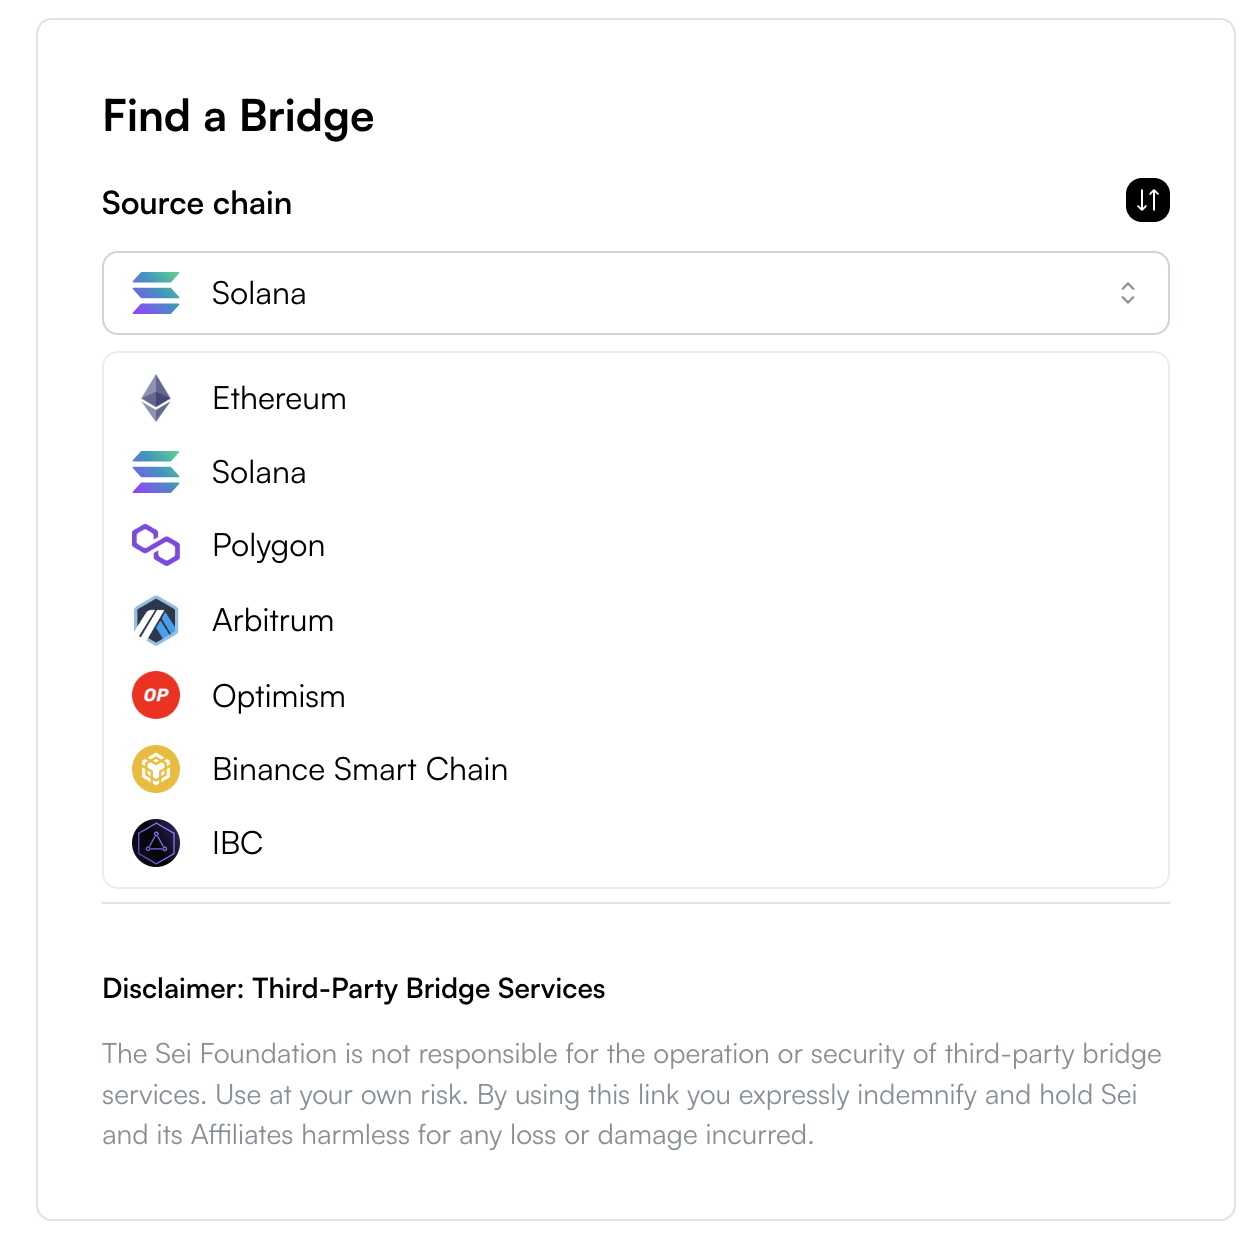 Find a Bridge
Source chain
Solana
Ethereum
Solana
Polygon
Arbitrum
OP
Optimism
Binance Smart Chain
IBC
Disclaimer: Third-Party Bridge Services
The Sei Foundation is not responsible for the operation or security of third-party bridge
services. Use at your own risk. By using this link you expressly indemnify and hold Sei
and its Affiliates harmless for any loss or damage incurred.